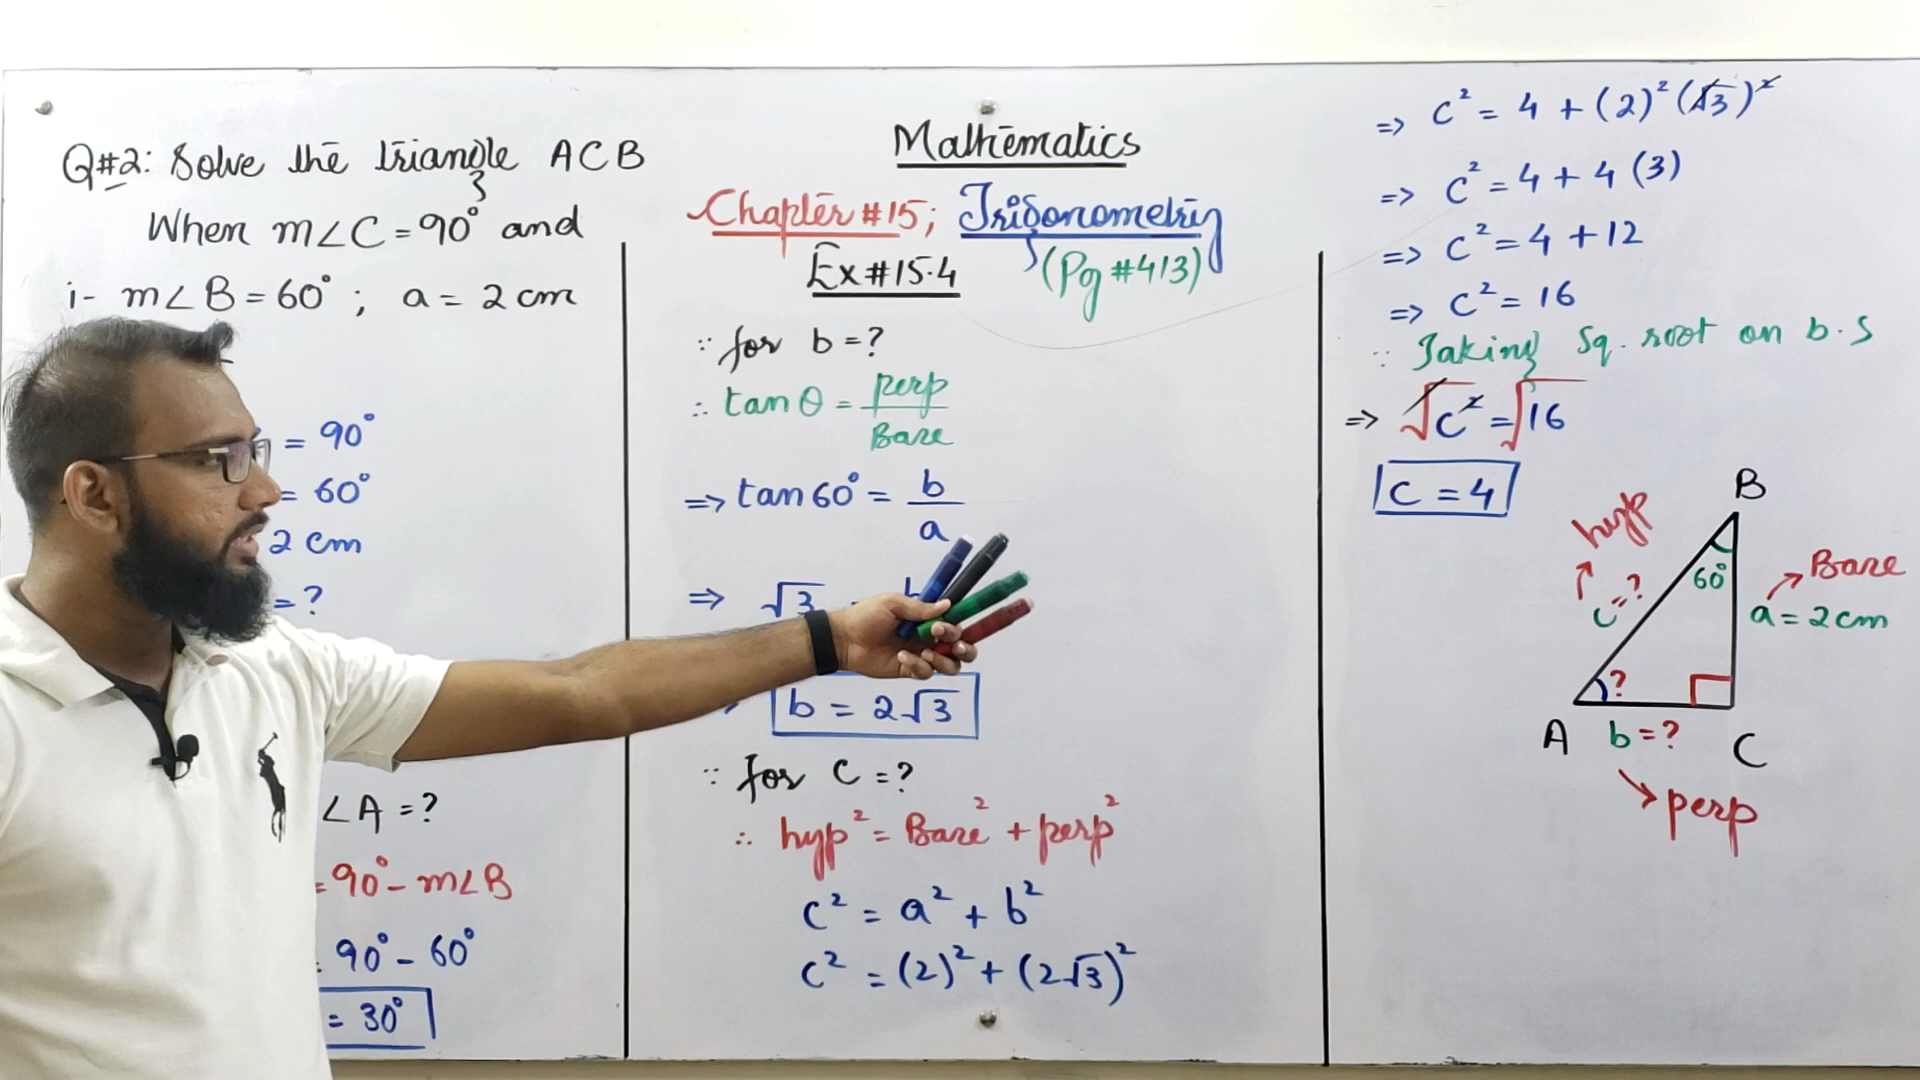 Q#2: Solve the triangle ACB
When m∠C = 90° and
i- m∠B = 60° ; a = 2 cm
= 90°
= 60°
2 cm
= ?
∠A = ?
= 90° - m∠B
90° - 60°
= 30°
Mathematics
Chapter #15; Trigonometry
Ex #15.4 (Pg #413)
∵ for b = ?
∴ tan θ = perp / Base
=> tan 60° = b / a
=> √3
b = 2√3
∵ for c = ?
∴ hyp² = Base² + perp²
c² = a² + b²
c² = (2)² + (2√3)²
=> c² = 4 + (2)² (√3)²
=> c² = 4 + 4 (3)
=> c² = 4 + 12
=> c² = 16
∵ Taking Sq. root on b.S
=> √c² = √16
c = 4
B
hyp
c = ?
60°
Base
a = 2 cm
?
A b = ? C
perp